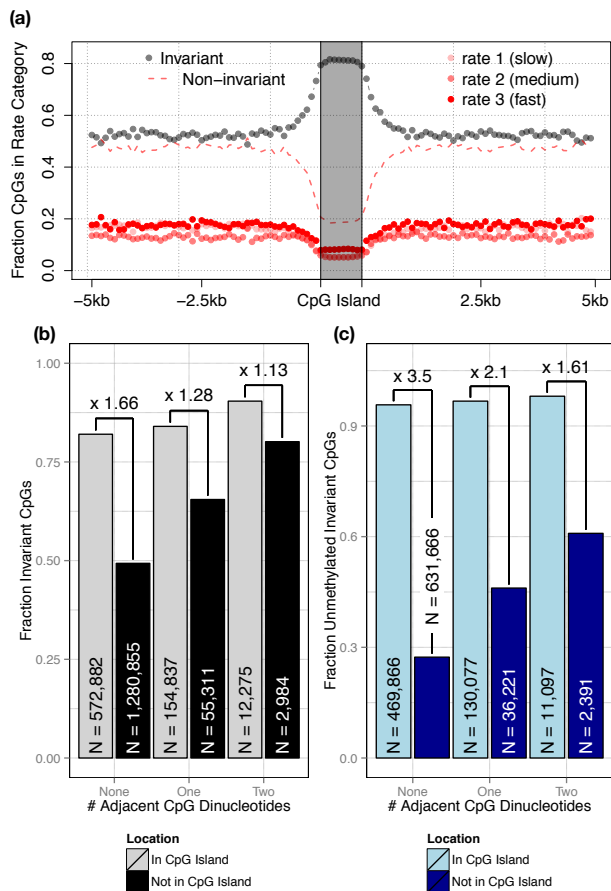 (a)
Fraction CpGs in Rate Category
0.0
0.2
0.4
0.6
0.8
Invariant
Non-invariant
rate 1 (slow)
rate 2 (medium)
rate 3 (fast)
−5kb
−2.5kb
CpG Island
2.5kb
5kb
(b)
Fraction Invariant CpGs
1.00
0.75
0.50
0.25
0.00
x 1.66
x 1.28
x 1.13
N = 572,882
N = 1,280,855
N = 154,837
N = 55,311
N = 12,275
N = 2,984
None
One
Two
# Adjacent CpG Dinucleotides
Location
In CpG Island
Not in CpG Island
(c)
Fraction Unmethylated Invariant CpGs
0.9
0.6
0.3
0.0
x 3.5
x 2.1
x 1.61
N = 469,866
N = 631,666
N = 130,077
N = 36,221
N = 11,097
N = 2,391
None
One
Two
# Adjacent CpG Dinucleotides
Location
In CpG Island
Not in CpG Island